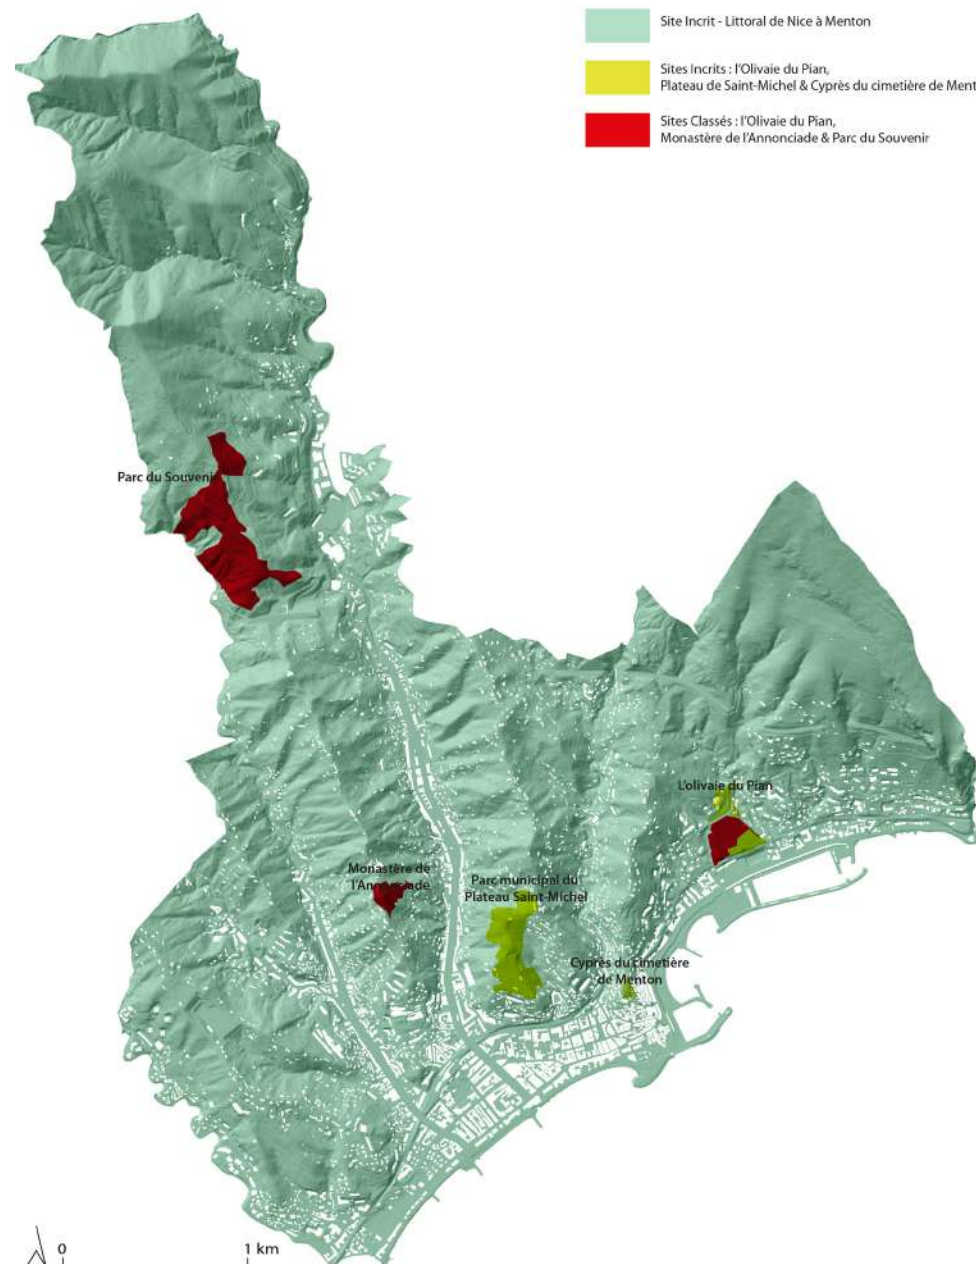 Site Incrit - Littoral de Nice à Menton
Sites Incrits : l'Olivaie du Pian,
Plateau de Saint-Michel & Cyprès du cimetière de Ment
Sites Classés : l'Olivaie du Pian,
Monastère de l'Annonciade & Parc du Souvenir
Parc du Souvenir
L'olivaie du Pian
Monastère de
l'Annonciade
Parc municipal du
Plateau Saint-Michel
Cyprès du cimetière
de Menton
0
1 km